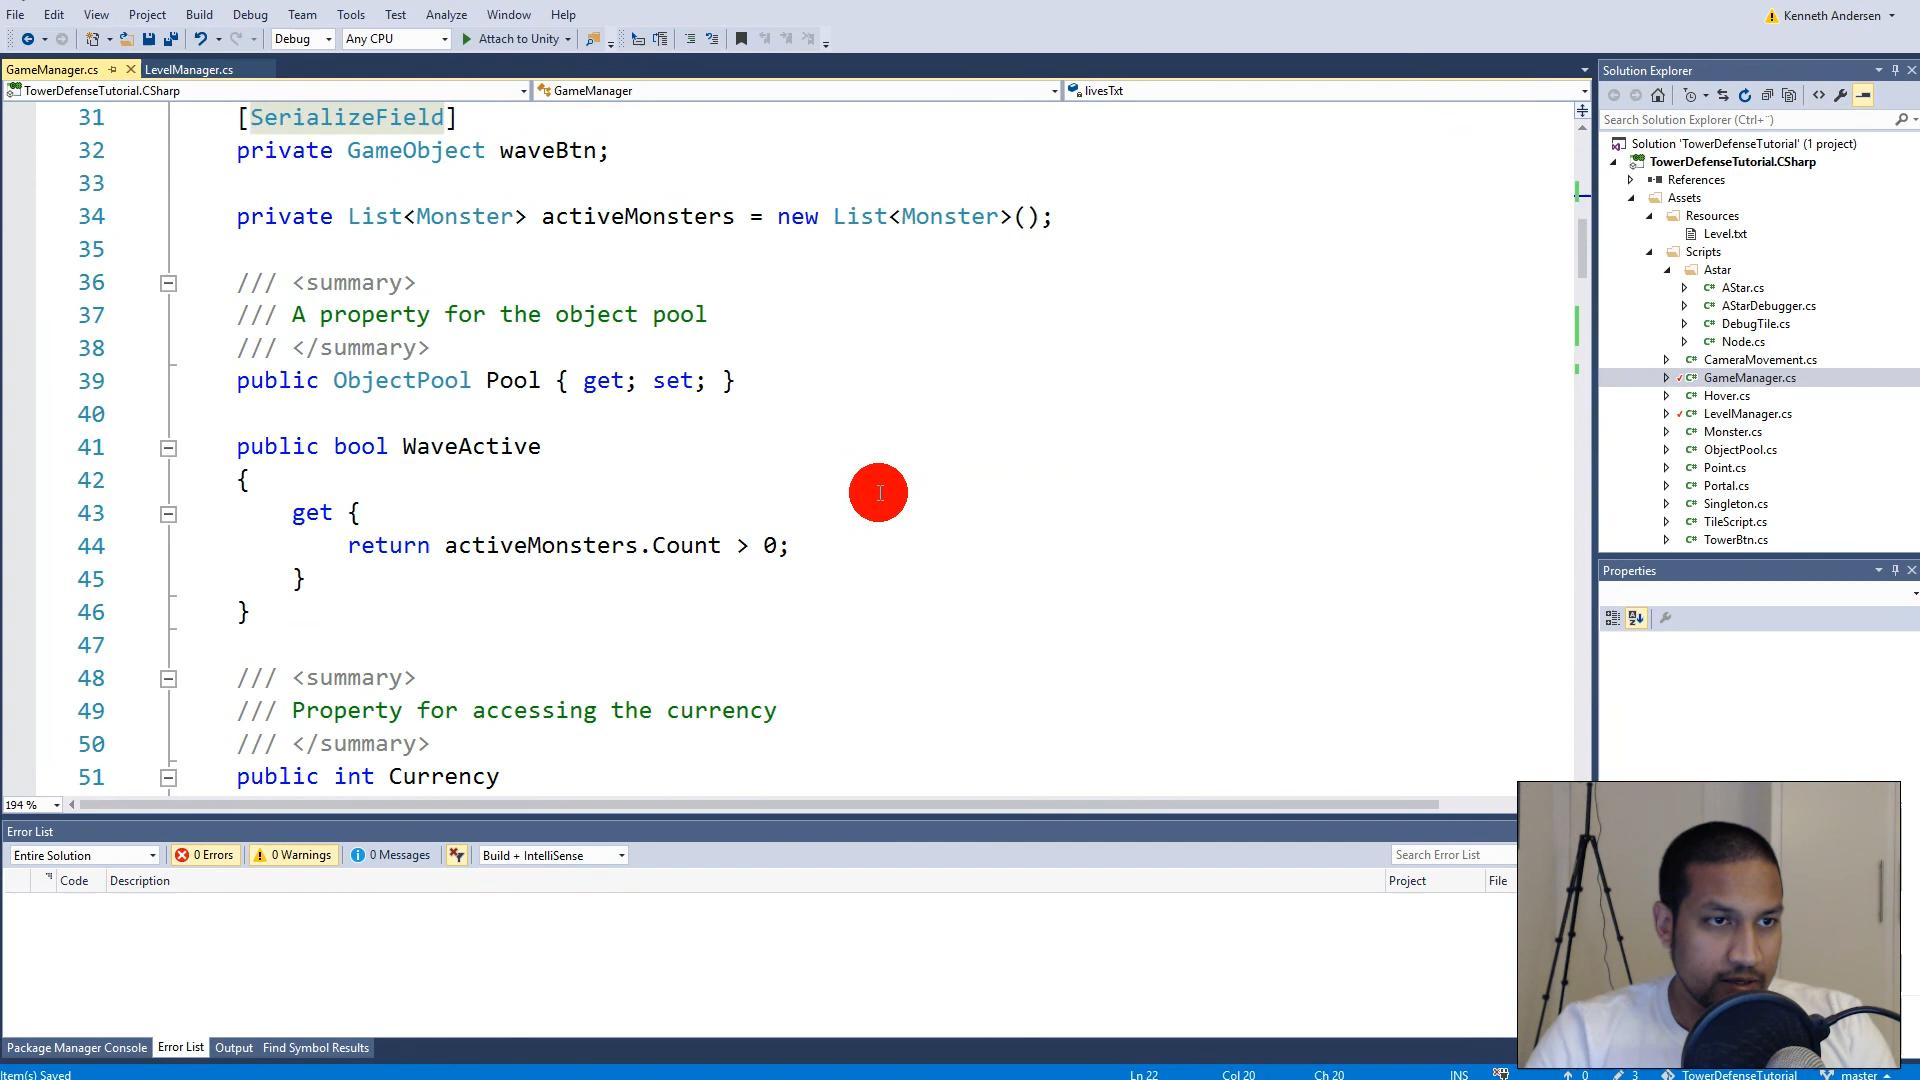 File Edit View Project Build Debug Team Tools Test Analyze Window Help
Kenneth Andersen
Debug Any CPU Attach to Unity
GameManager.cs LevelManager.cs
TowerDefenseTutorial.CSharp GameManager livesTxt
31 [SerializeField]
32 private GameObject waveBtn;
33
34 private List<Monster> activeMonsters = new List<Monster>();
35
36 /// <summary>
37 /// A property for the object pool
38 /// </summary>
39 public ObjectPool Pool { get; set; }
40
41 public bool WaveActive
42 {
43 get {
44 return activeMonsters.Count > 0;
45 }
46 }
47
48 /// <summary>
49 /// Property for accessing the currency
50 /// </summary>
51 public int Currency
194 %
Solution Explorer
Search Solution Explorer (Ctrl+¨)
Solution 'TowerDefenseTutorial' (1 project)
TowerDefenseTutorial.CSharp
References
Assets
Resources
Level.txt
Scripts
Astar
C# AStar.cs
C# AStarDebugger.cs
C# DebugTile.cs
C# Node.cs
C# CameraMovement.cs
C# GameManager.cs
C# Hover.cs
C# LevelManager.cs
C# Monster.cs
C# ObjectPool.cs
C# Point.cs
C# Portal.cs
C# Singleton.cs
C# TileScript.cs
C# TowerBtn.cs
Properties
Error List
Entire Solution 0 Errors 0 Warnings 0 Messages Build + IntelliSense Search Error List
Code Description Project File
Package Manager Console Error List Output Find Symbol Results
Item(s) Saved Ln 22 Col 20 Ch 20 INS 0 3 TowerDefenseTutorial master